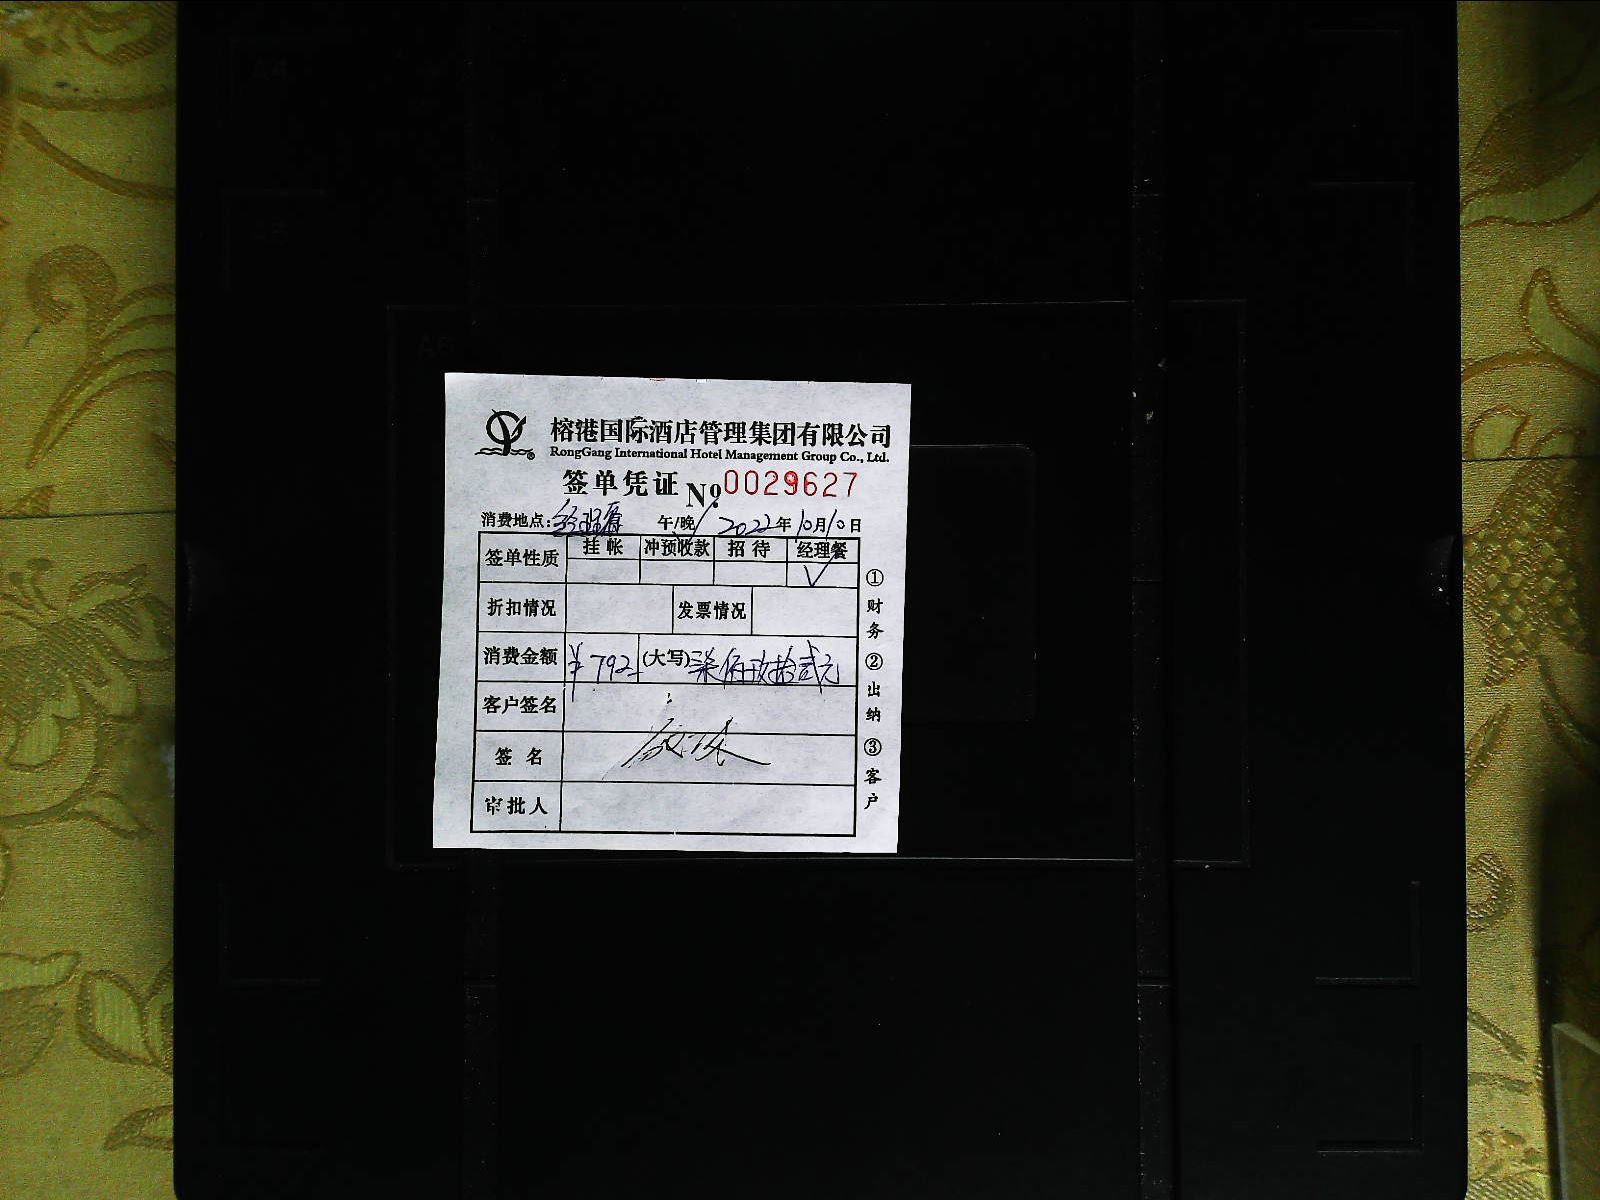 榕港国际酒店管理集团有限公司
RongGang International Hotel Management Group Co., Ltd.
签单凭证 № 0029627
消费地点: 午/晚 2022年10月10日
签单性质 挂帐 冲预收款 招待 经理餐
✓
折扣情况 发票情况
消费金额 ¥792 (大写) 柒佰玖拾贰元
客户签名
签名
审批人
①财务 ②出纳 ③客户